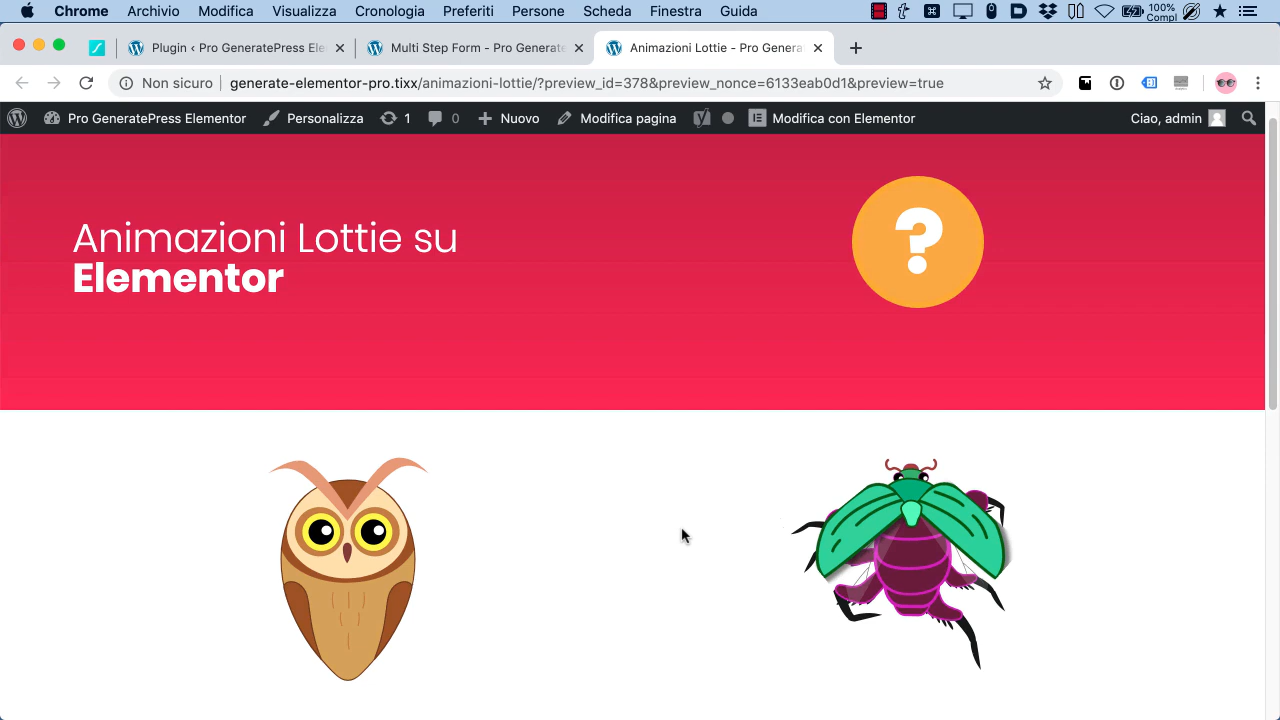 Chrome Archivio Modifica Visualizza Cronologia Preferiti Persone Scheda Finestra Guida 100% Compl
Plugin ‹ Pro GeneratePress Ele Multi Step Form - Pro Generate Animazioni Lottie - Pro Genera
Non sicuro generate-elementor-pro.tixx/animazioni-lottie/?preview_id=378&preview_nonce=6133eab0d1&preview=true
Pro GeneratePress Elementor Personalizza 1 0 Nuovo Modifica pagina Modifica con Elementor Ciao, admin
Animazioni Lottie su
Elementor
?